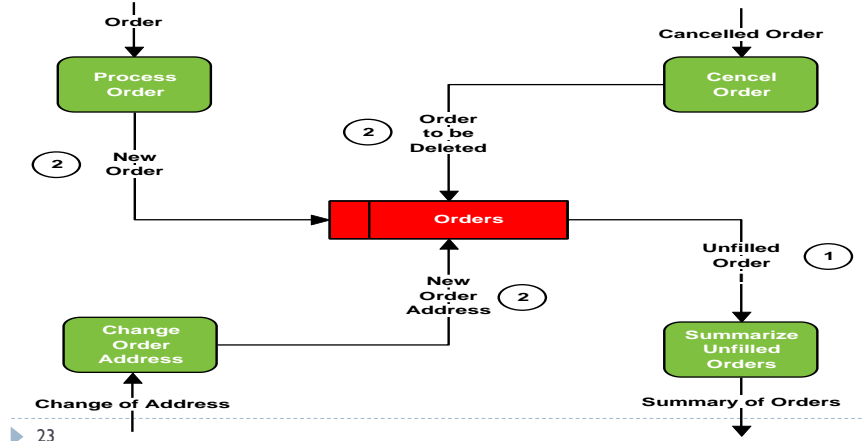 Order
Cancelled Order
Process
Order
Cencel
Order
2
New
Order
2
Order
to be
Deleted
Orders
Unfilled
Order
1
New
Order
Address
2
Change
Order
Address
Summarize
Unfilled
Orders
Change of Address
Summary of Orders
23